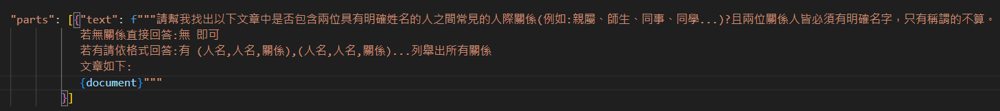 "parts": [{"text": f"""請幫我找出以下文章中是否包含兩位具有明確姓名的人之間常見的人際關係(例如:親屬、師生、同事、同學...)?且兩位關係人皆必須有明確名字，只有稱謂的不算。
若無關係直接回答:無 即可
若有請依格式回答:有 (人名,人名,關係),(人名,人名,關係)...列舉出所有關係
文章如下:
{document}"""
}]